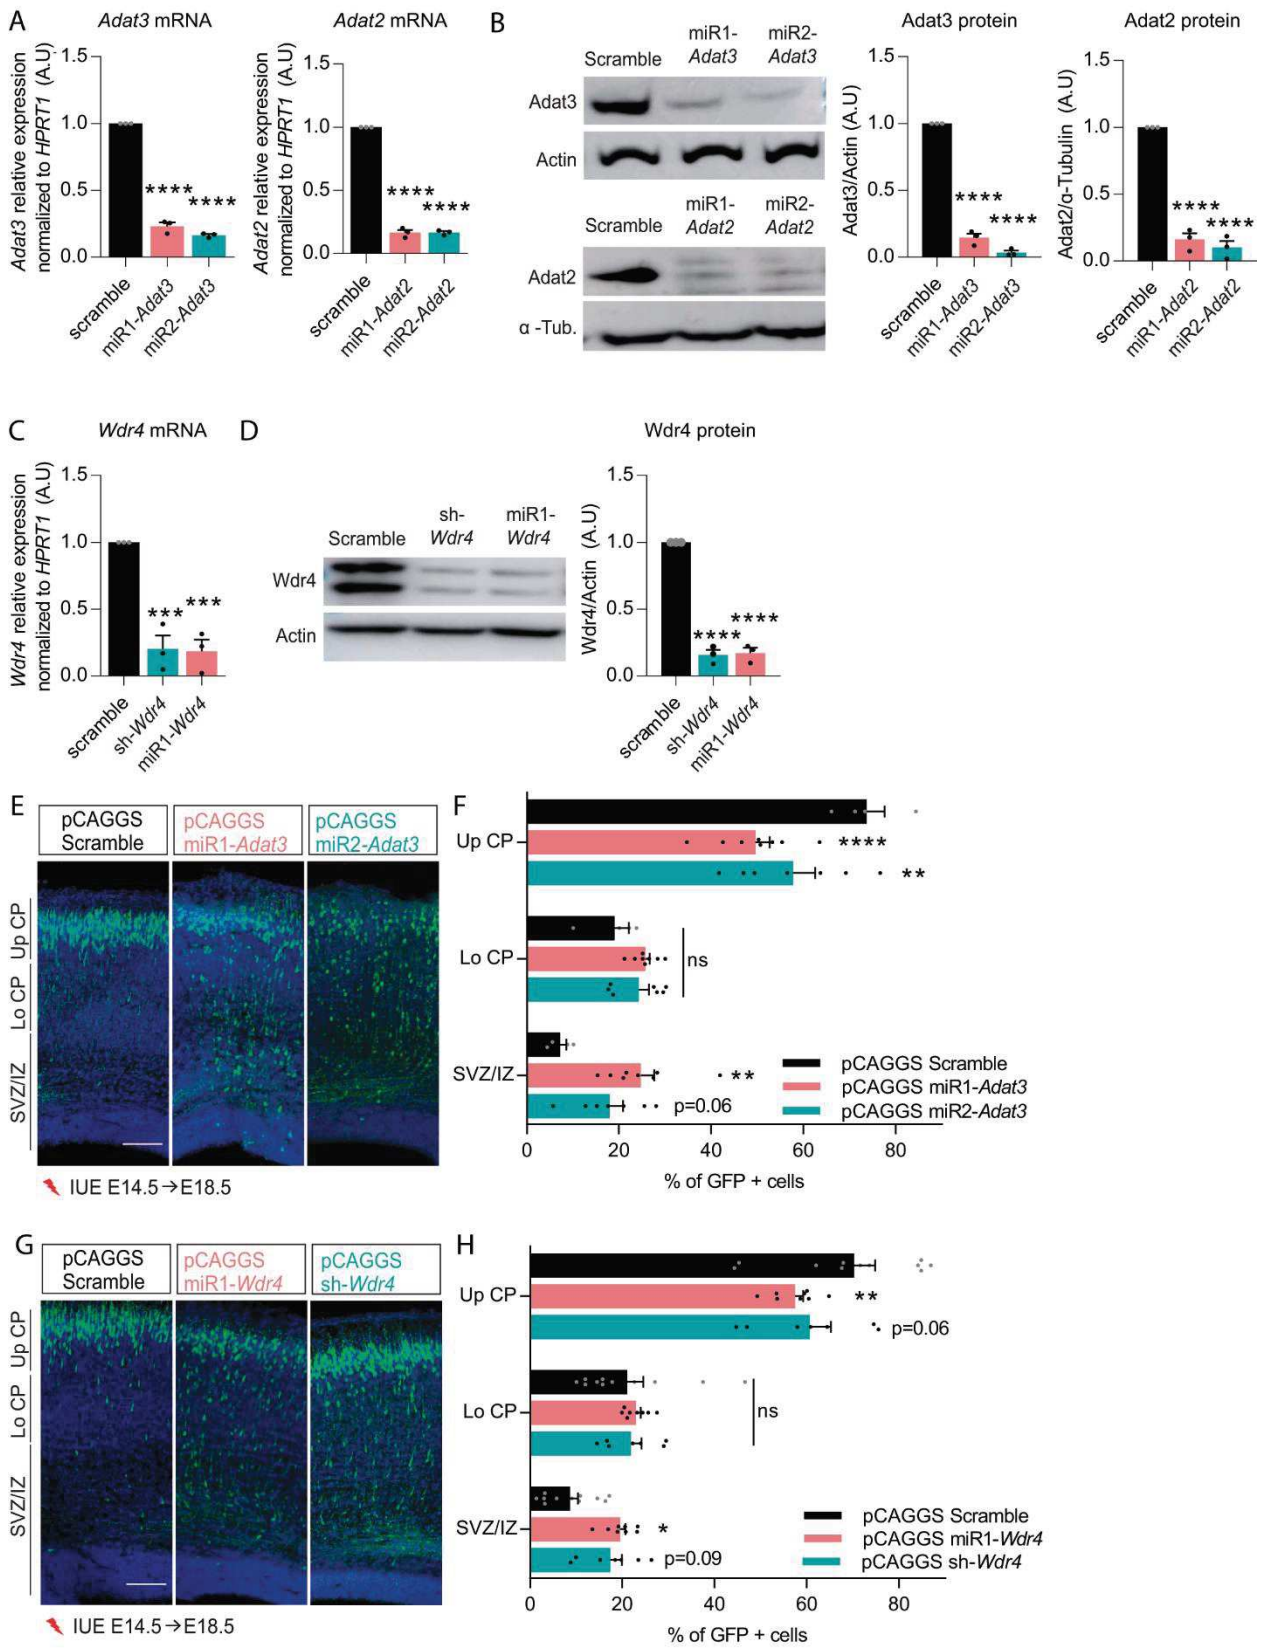 A
Adat3 mRNA
Adat3 relative expression
normalized to HPRT1 (A.U)
1.5
1.0
0.5
0.0
****
****
scramble
miR1-Adat3
miR2-Adat3
Adat2 mRNA
Adat2 relative expression
normalized to HPRT1 (A.U)
1.5
1.0
0.5
0.0
****
****
scramble
miR1-Adat2
miR2-Adat2
B
Scramble
miR1-
Adat3
miR2-
Adat3
Adat3
Actin
Scramble
miR1-
Adat2
miR2-
Adat2
Adat2
α -Tub.
Adat3 protein
Adat3/Actin (A.U)
1.5
1.0
0.5
0.0
****
****
scramble
miR1-Adat3
miR2-Adat3
Adat2 protein
Adat2/α-Tubulin (A.U)
1.5
1.0
0.5
0.0
****
****
scramble
miR1-Adat2
miR2-Adat2
C
Wdr4 mRNA
Wdr4 relative expression
normalized to HPRT1 (A.U)
1.5
1.0
0.5
0.0
***
***
scramble
sh-Wdr4
miR1-Wdr4
D
Scramble
sh-
Wdr4
miR1-
Wdr4
Wdr4
Actin
Wdr4 protein
Wdr4/Actin (A.U)
1.5
1.0
0.5
0.0
****
****
scramble
sh-Wdr4
miR1-Wdr4
E
pCAGGS
Scramble
pCAGGS
miR1-Adat3
pCAGGS
miR2-Adat3
Up CP
Lo CP
SVZ/IZ
IUE E14.5→E18.5
F
Up CP
****
**
Lo CP
ns
SVZ/IZ
**
p=0.06
pCAGGS Scramble
pCAGGS miR1-Adat3
pCAGGS miR2-Adat3
0
20
40
60
80
% of GFP + cells
G
pCAGGS
Scramble
pCAGGS
miR1-Wdr4
pCAGGS
sh-Wdr4
Up CP
Lo CP
SVZ/IZ
IUE E14.5→E18.5
H
Up CP
**
p=0.06
Lo CP
ns
SVZ/IZ
*
p=0.09
pCAGGS Scramble
pCAGGS miR1-Wdr4
pCAGGS sh-Wdr4
0
20
40
60
80
% of GFP + cells